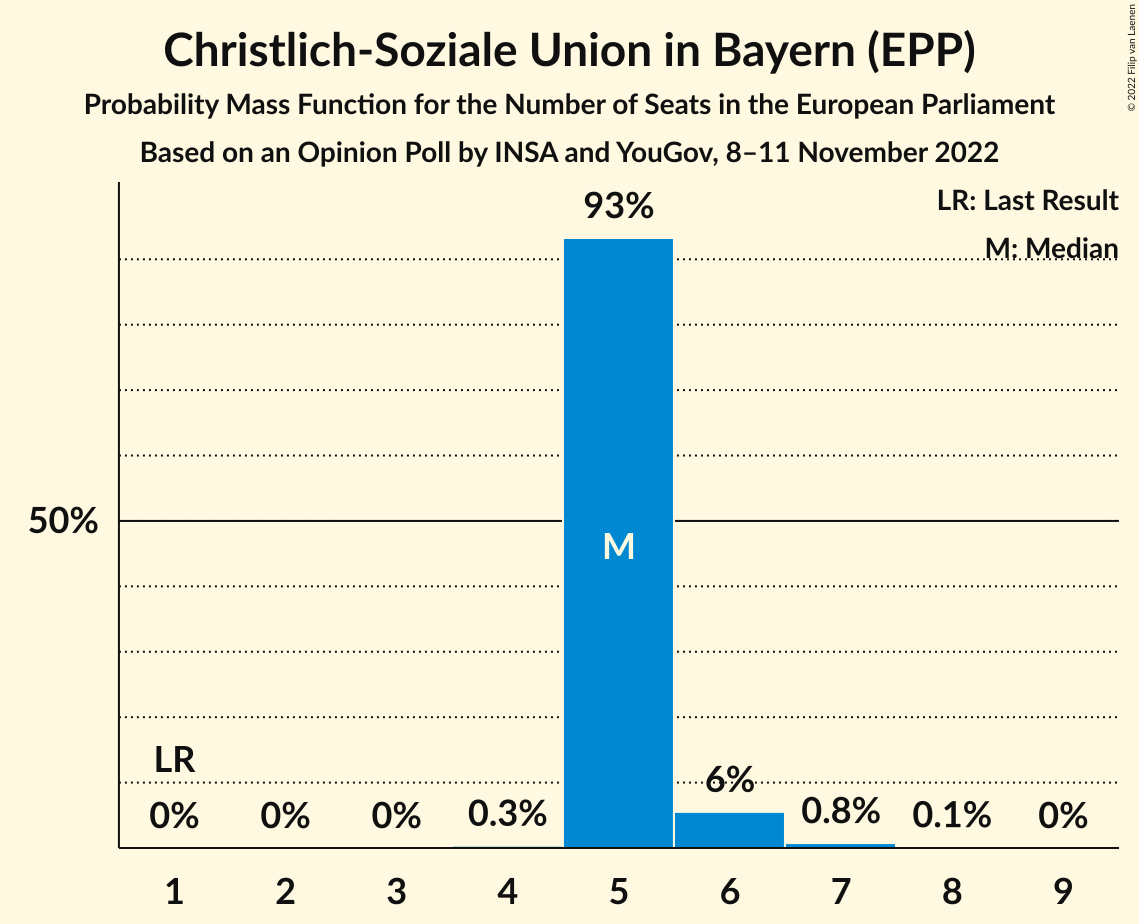 Christlich-Soziale Union in Bayern (EPP)
Probability Mass Function for the Number of Seats in the European Parliament
Based on an Opinion Poll by INSA and YouGov, 8–11 November 2022
© 2022 Filip van Laenen
LR: Last Result
M: Median
93%
50%
M
LR
0% 0% 0% 0.3% 6% 0.8% 0.1% 0%
1 2 3 4 5 6 7 8 9